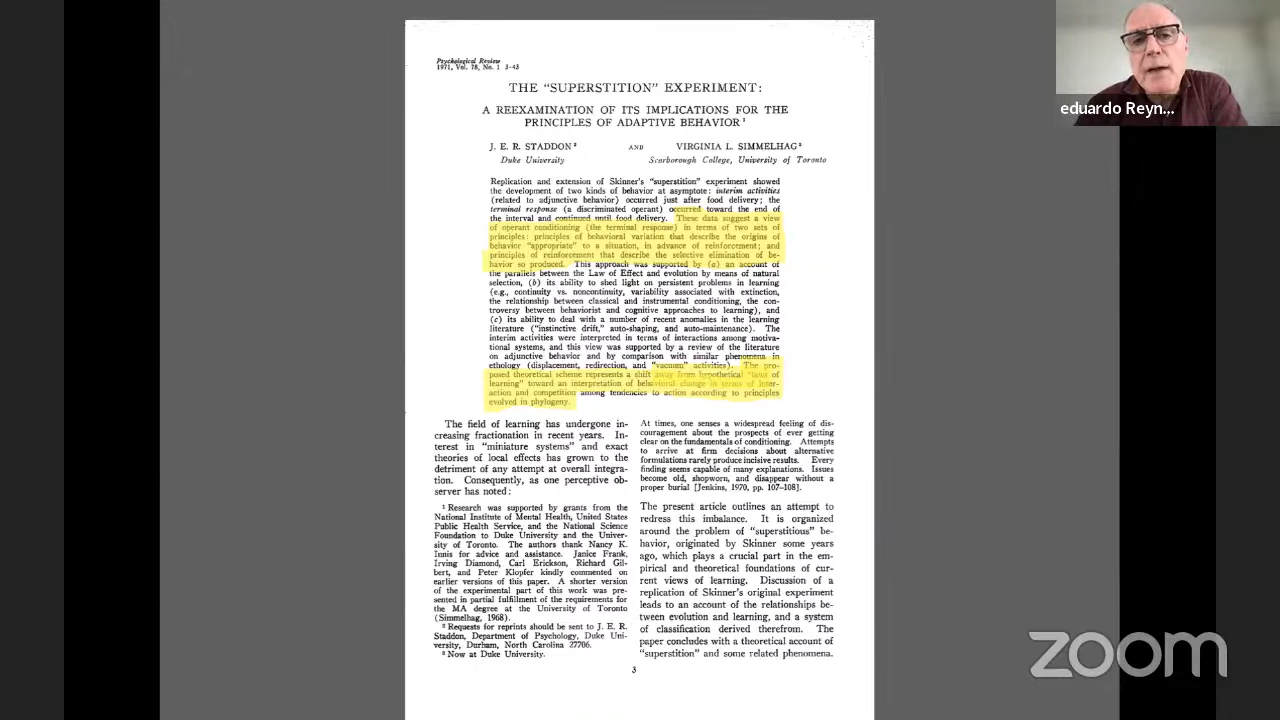 Psychological Review
1971, Vol. 78, No. 1 3-43
THE “SUPERSTITION” EXPERIMENT:
A REEXAMINATION OF ITS IMPLICATIONS FOR THE
PRINCIPLES OF ADAPTIVE BEHAVIOR 1
J. E. R. STADDON 2 AND VIRGINIA L. SIMMELHAG 3
Duke University Scarborough College, University of Toronto
Replication and extension of Skinner's “superstition” experiment showed
the development of two kinds of behavior at asymptote: interim activities
(related to adjunctive behavior) occurred just after food delivery; the
terminal response (a discriminated operant) occurred toward the end of
the interval and continued until food delivery. These data suggest a view
of operant conditioning (the terminal response) in terms of two sets of
principles: principles of behavioral variation that describe the origins of
behavior “appropriate” to a situation, in advance of reinforcement; and
principles of reinforcement that describe the selective elimination of be-
havior so produced. This approach was supported by (a) an account of
the parallels between the Law of Effect and evolution by means of natural
selection, (b) its ability to shed light on persistent problems in learning
(e.g., continuity vs. noncontinuity, variability associated with extinction,
the relationship between classical and instrumental conditioning, the con-
troversy between behaviorist and cognitive approaches to learning), and
(c) its ability to deal with a number of recent anomalies in the learning
literature (“instinctive drift,” auto-shaping, and auto-maintenance). The
interim activities were interpreted in terms of interactions among motiva-
tional systems, and this view was supported by a review of the literature
on adjunctive behavior and by comparison with similar phenomena in
ethology (displacement, redirection, and “vacuum” activities). The pro-
posed theoretical scheme represents a shift away from hypothetical “laws of
learning” toward an interpretation of behavioral change in terms of inter-
action and competition among tendencies to action according to principles
evolved in phylogeny.
The field of learning has undergone in-
creasing fractionation in recent years. In-
terest in “miniature systems” and exact
theories of local effects has grown to the
detriment of any attempt at overall integra-
tion. Consequently, as one perceptive ob-
server has noted:
1 Research was supported by grants from the
National Institute of Mental Health, United States
Public Health Service, and the National Science
Foundation to Duke University and the Univer-
sity of Toronto. The authors thank Nancy K.
Innis for advice and assistance. Janice Frank,
Irving Diamond, Carl Erickson, Richard Gil-
bert, and Peter Klopfer kindly commented on
earlier versions of this paper. A shorter version
of the experimental part of this work was pre-
sented in partial fulfillment of the requirements for
the MA degree at the University of Toronto
(Simmelhag, 1968).
2 Requests for reprints should be sent to J. E. R.
Staddon, Department of Psychology, Duke Uni-
versity, Durham, North Carolina 27706.
3 Now at Duke University.
At times, one senses a widespread feeling of dis-
couragement about the prospects of ever getting
clear on the fundamentals of conditioning. Attempts
to arrive at firm decisions about alternative
formulations rarely produce incisive results. Every
finding seems capable of many explanations. Issues
become old, shopworn, and disappear without a
proper burial [Jenkins, 1970, pp. 107-108].
The present article outlines an attempt to
redress this imbalance. It is organized
around the problem of “superstitious” be-
havior, originated by Skinner some years
ago, which plays a crucial part in the em-
pirical and theoretical foundations of cur-
rent views of learning. Discussion of a
replication of Skinner's original experiment
leads to an account of the relationships be-
tween evolution and learning, and a system
of classification derived therefrom. The
paper concludes with a theoretical account of
“superstition” and some related phenomena.
3
eduardo Reyn...
zoom